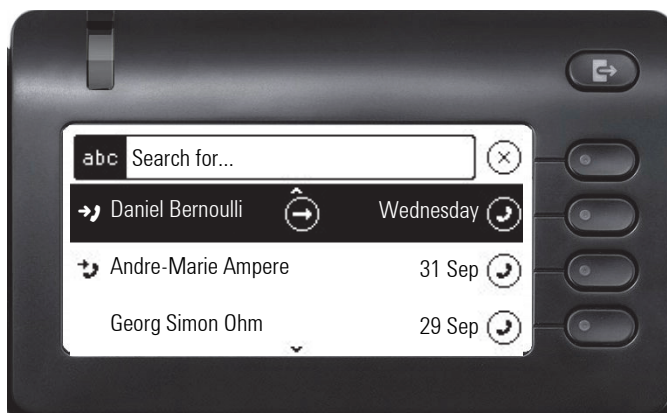 abc Search for...
Daniel Bernoulli Wednesday
Andre-Marie Ampere 31 Sep
Georg Simon Ohm 29 Sep